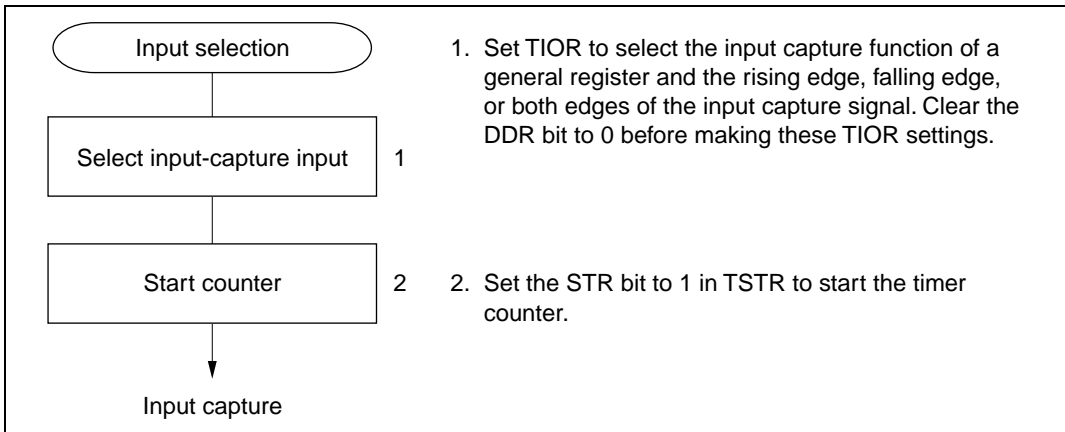 Input selection
1. Set TIOR to select the input capture function of a
general register and the rising edge, falling edge,
or both edges of the input capture signal. Clear the
DDR bit to 0 before making these TIOR settings.
Select input-capture input 1
Start counter 2
2. Set the STR bit to 1 in TSTR to start the timer
counter.
Input capture